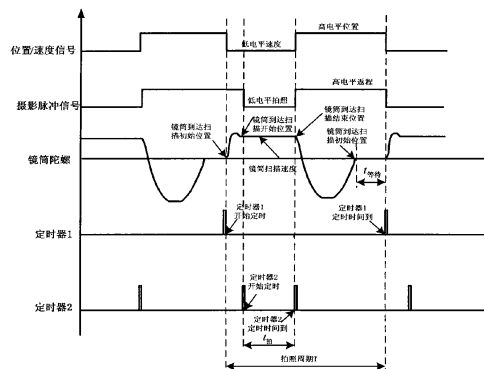 高电平位置
位置/速度信号
低电平速度
高电平返程
摄影脉冲信号
低电平拍照
镜筒到达扫
描初始位置
镜筒到达扫
描开始位置
镜筒到达扫
描结束位置
镜筒到达扫
描初始位置
镜筒陀螺
镜筒扫描速度
t等待
定时器1
开始定时
定时器1
定时时间到
定时器1
定时器2
开始定时
定时器2
定时器2
定时时间到
拍照周期T